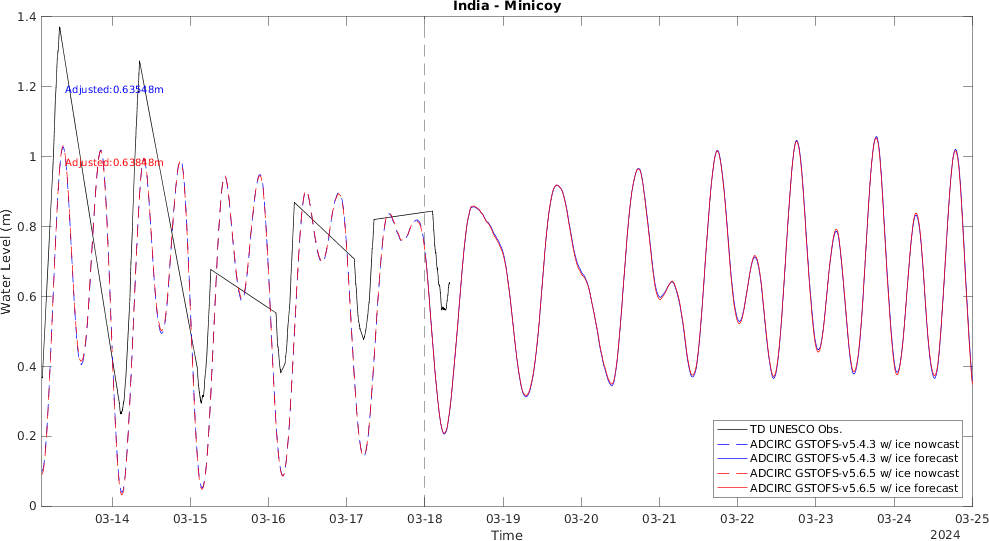 India - Minicoy
1.4
1.2
1
0.8
0.6
0.4
0.2
0
Water Level (m)
Adjusted:0.63548m
Adjusted:0.63848m
03-14
03-15
03-16
03-17
03-18
03-19
03-20
03-21
03-22
03-23
03-24
03-25
Time
2024
TD UNESCO Obs.
ADCIRC GSTOFS-v5.4.3 w/ ice nowcast
ADCIRC GSTOFS-v5.4.3 w/ ice forecast
ADCIRC GSTOFS-v5.6.5 w/ ice nowcast
ADCIRC GSTOFS-v5.6.5 w/ ice forecast